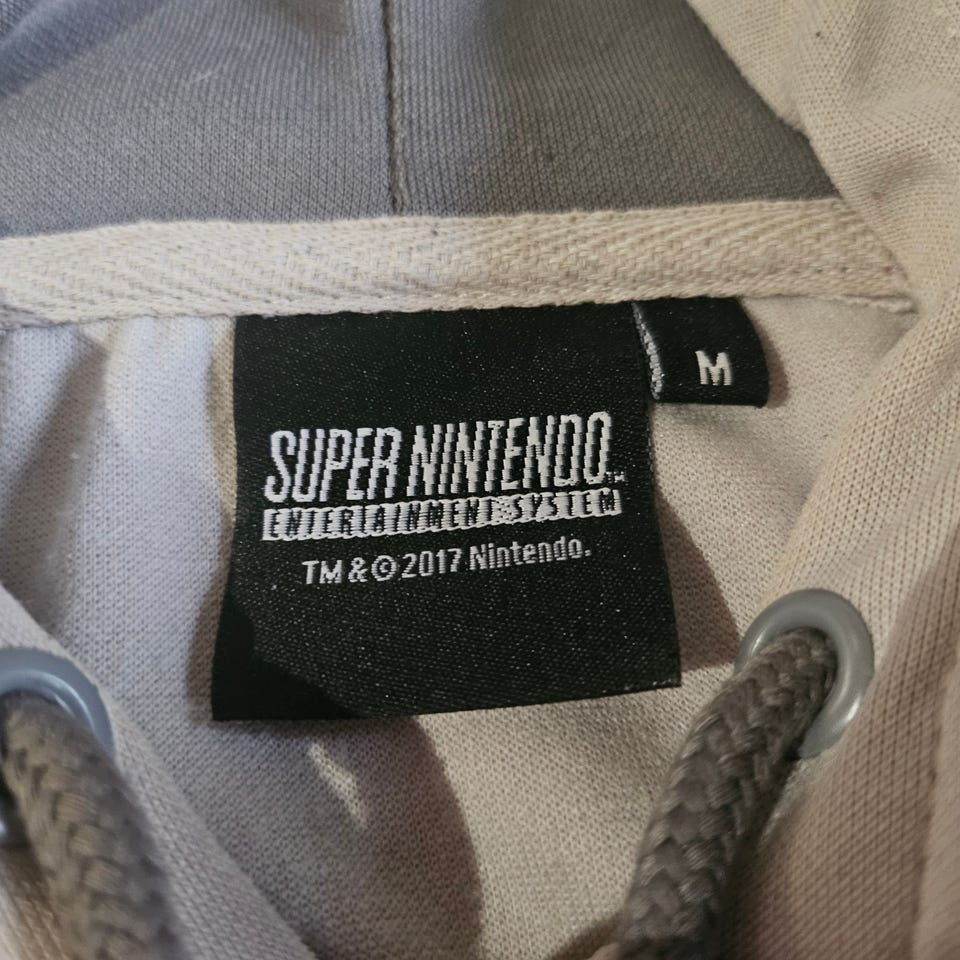 M
SUPER NINTENDO™
ENTERTAINMENT SYSTEM
TM & © 2017 Nintendo.